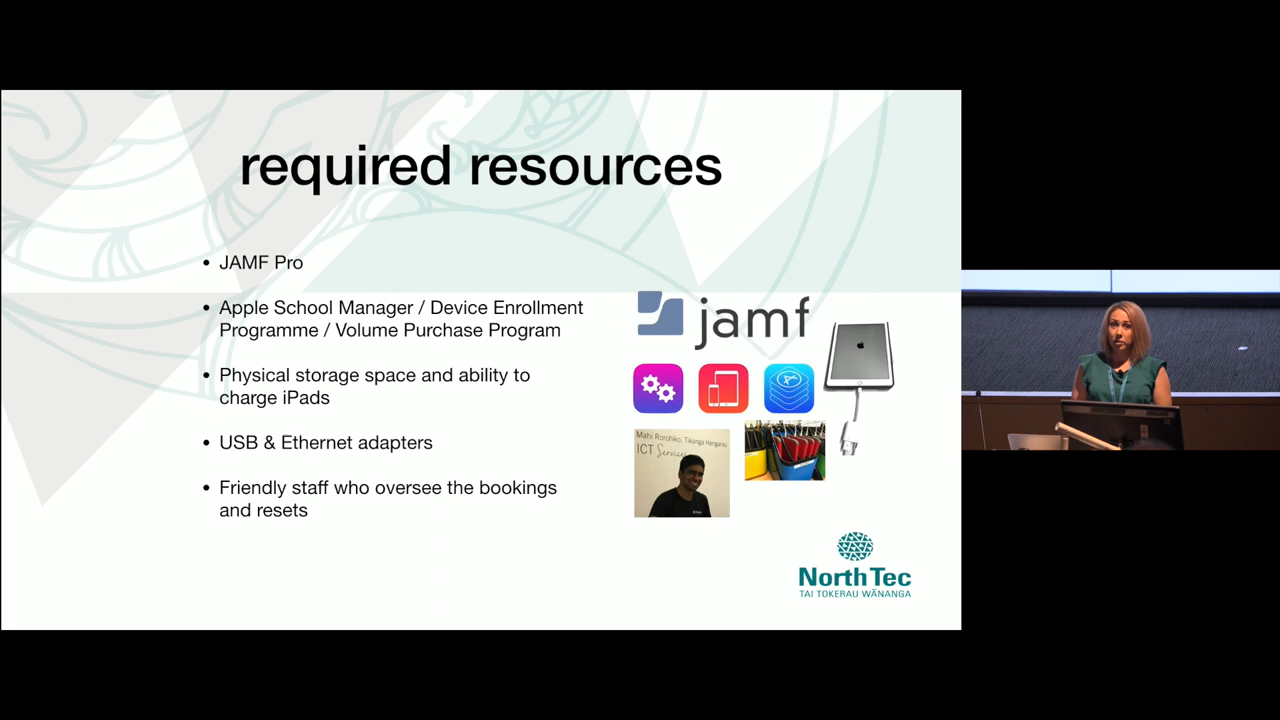 required resources
• JAMF Pro
• Apple School Manager / Device Enrollment
Programme / Volume Purchase Program
• Physical storage space and ability to
charge iPads
• USB & Ethernet adapters
• Friendly staff who oversee the bookings
and resets
jamf
Mahi Rorohiko, Tikanga Hangarau
ICT Services
NorthTec
TAI TOKERAU WĀNANGA